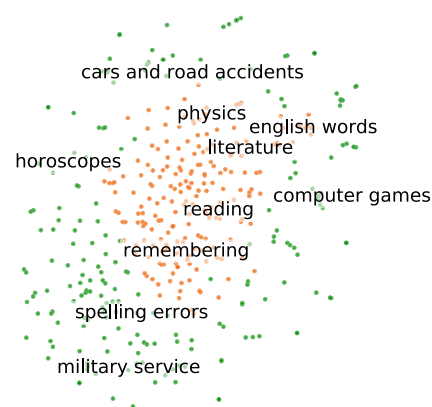 cars and road accidents
physics
english words
literature
horoscopes
computer games
reading
remembering
spelling errors
military service